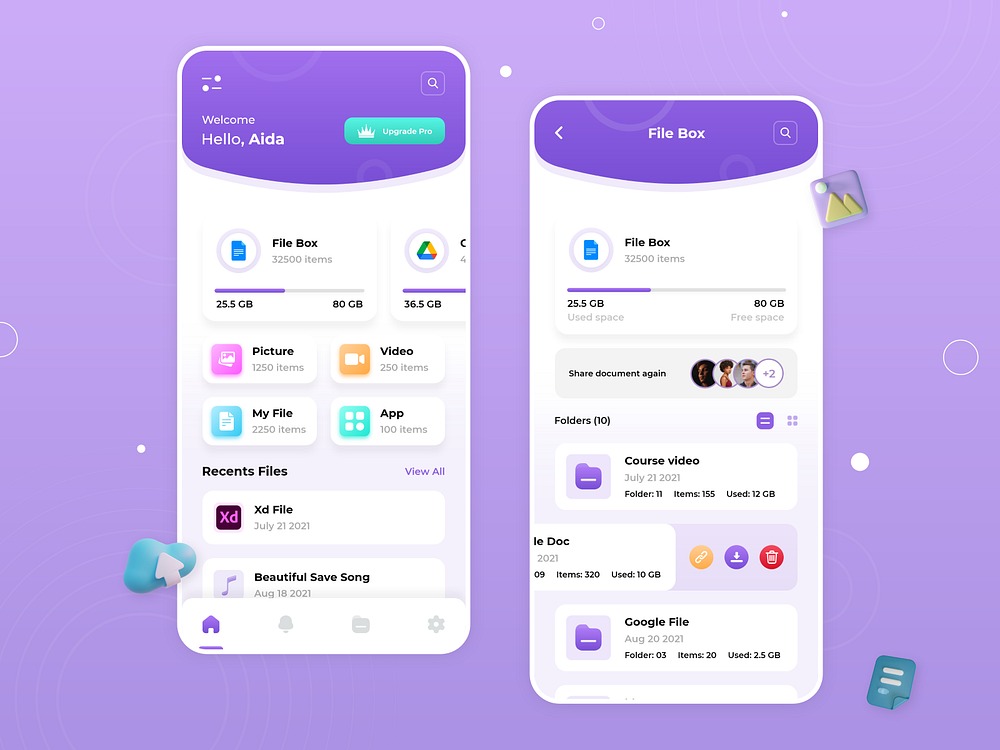 Welcome
Hello, Aida
Upgrade Pro
File Box
32500 items
25.5 GB
80 GB
36.5 GB
Picture
1250 items
Video
250 items
My File
2250 items
App
100 items
Recents Files
View All
Xd
Xd File
July 21 2021
Beautiful Save Song
Aug 18 2021
File Box
File Box
32500 items
25.5 GB
80 GB
Used space
Free space
Share document again
+2
Folders (10)
Course video
July 21 2021
Folder: 11 Items: 155 Used: 12 GB
le Doc
2021
09 Items: 320 Used: 10 GB
Google File
Aug 20 2021
Folder: 03 Items: 20 Used: 2.5 GB